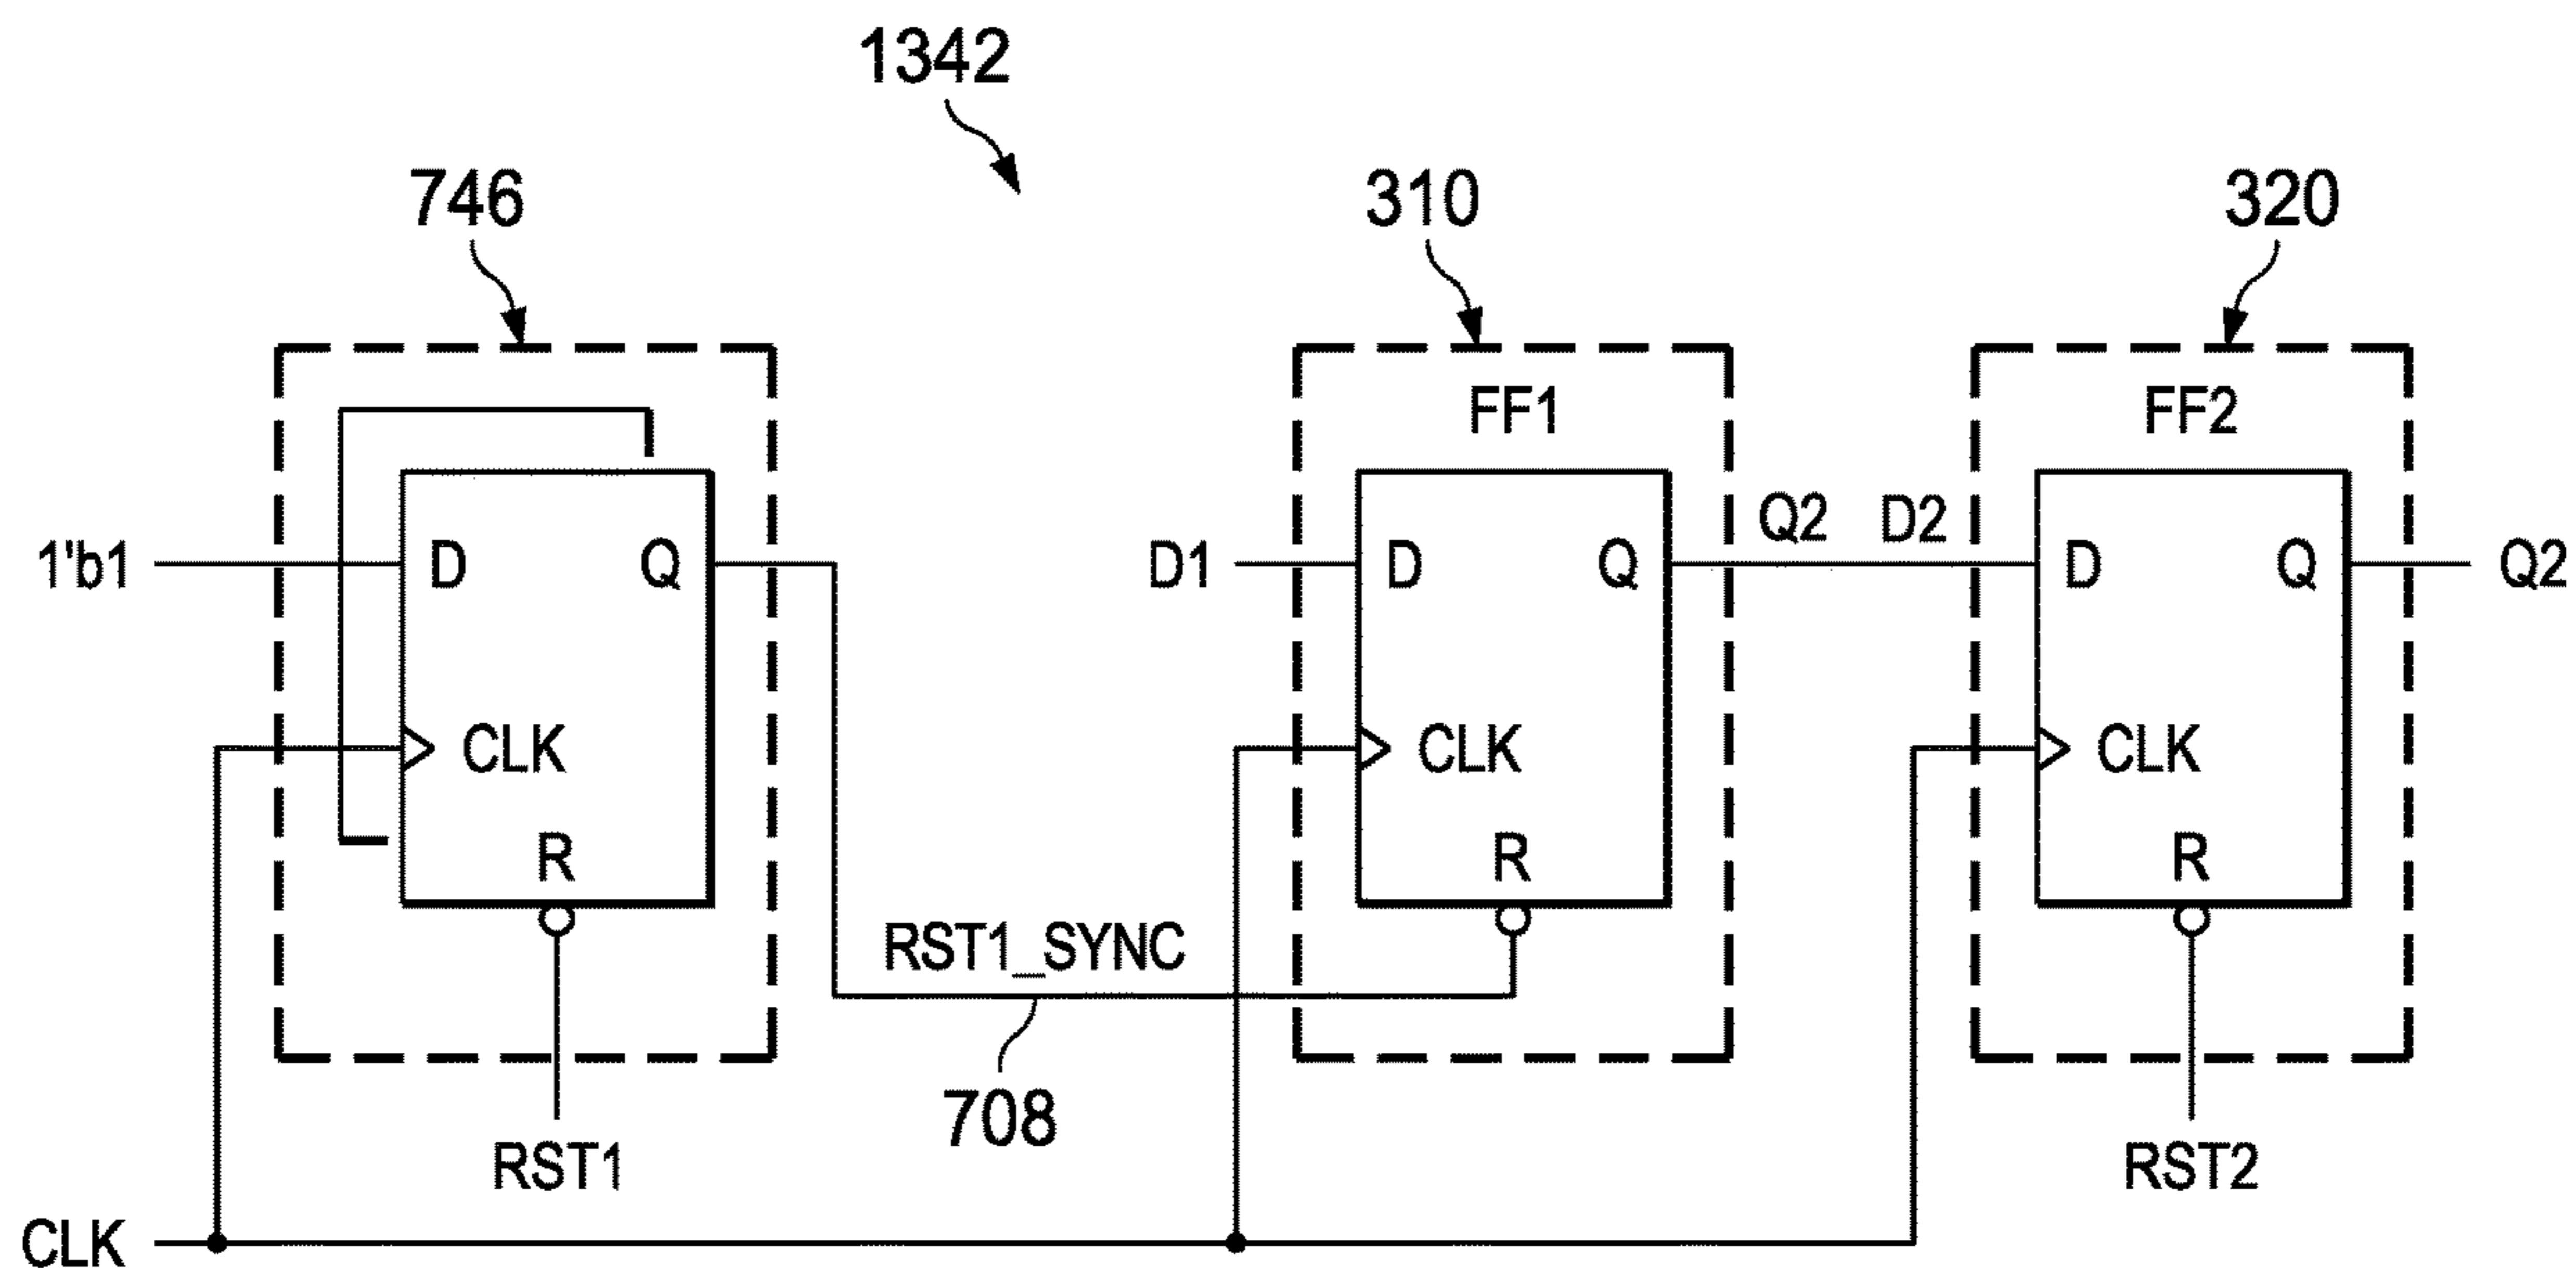 1342
746
310
320
FF1
FF2
1'b1
D
Q
D1
D
Q
Q2
D2
D
Q
Q2
CLK
CLK
CLK
R
R
R
RST1_SYNC
708
RST1
RST2
CLK